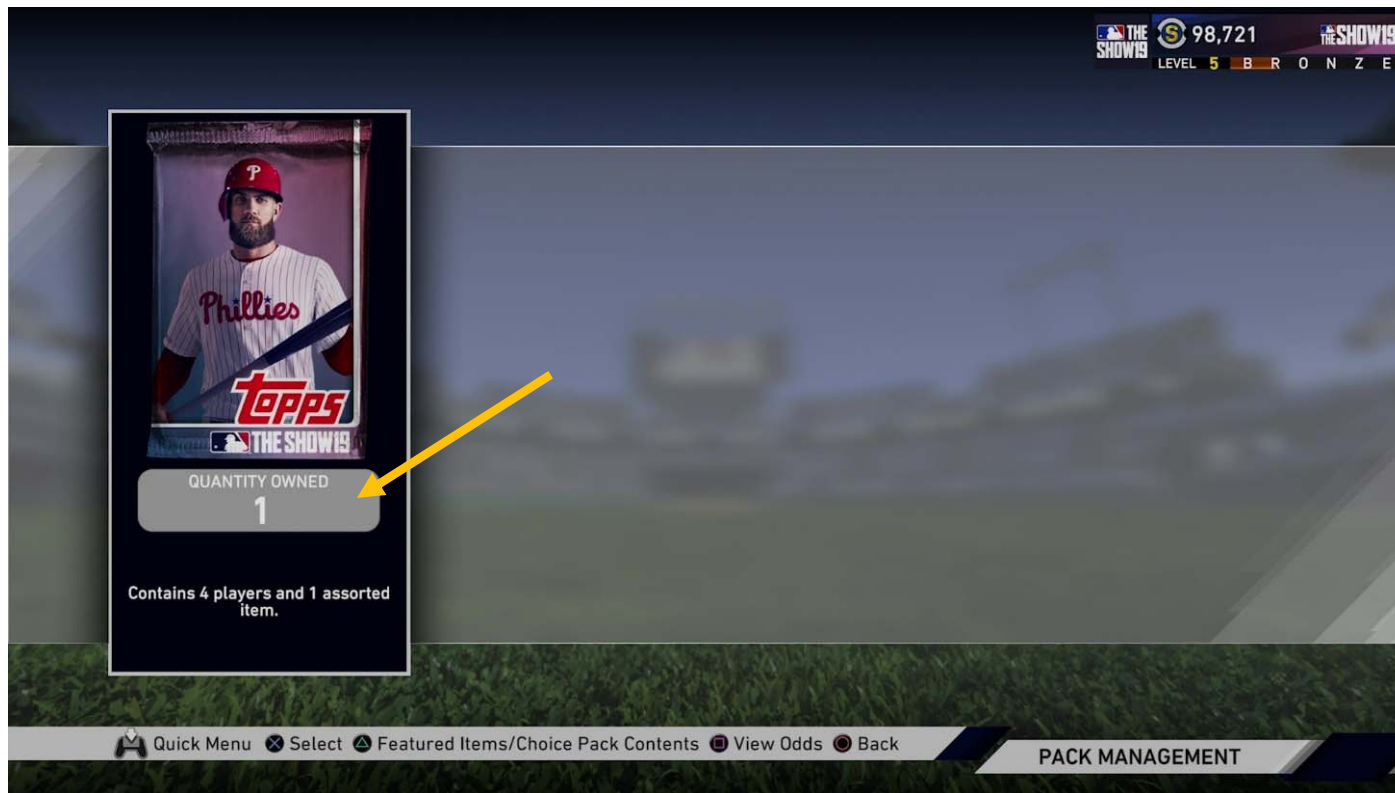 THE SHOW19
S 98,721
THE SHOW19
LEVEL 5 BRONZE
P
Phillies
TOPPS
THE SHOW19
QUANTITY OWNED
1
Contains 4 players and 1 assorted
item.
Quick Menu Select Featured Items/Choice Pack Contents View Odds Back
PACK MANAGEMENT